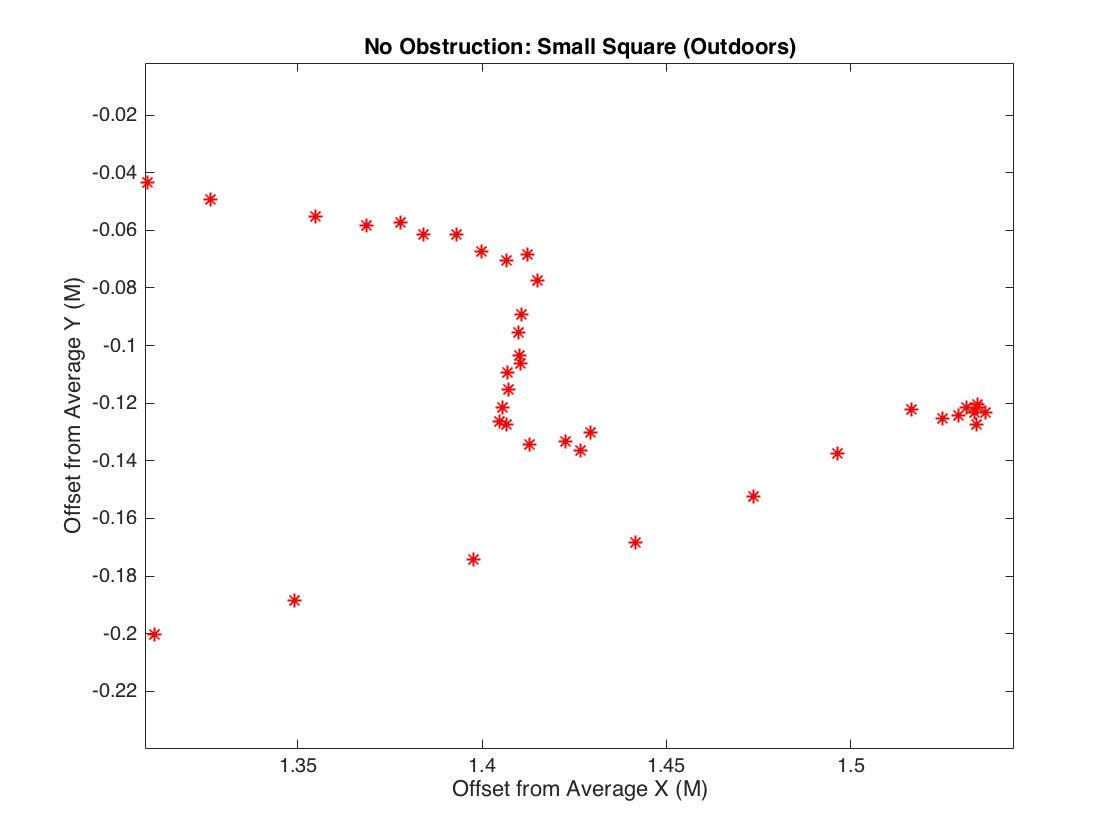 No Obstruction: Small Square (Outdoors)
-0.02
-0.04
-0.06
-0.08
-0.1
-0.12
-0.14
-0.16
-0.18
-0.2
-0.22
Offset from Average Y (M)
1.35 1.4 1.45 1.5
Offset from Average X (M)